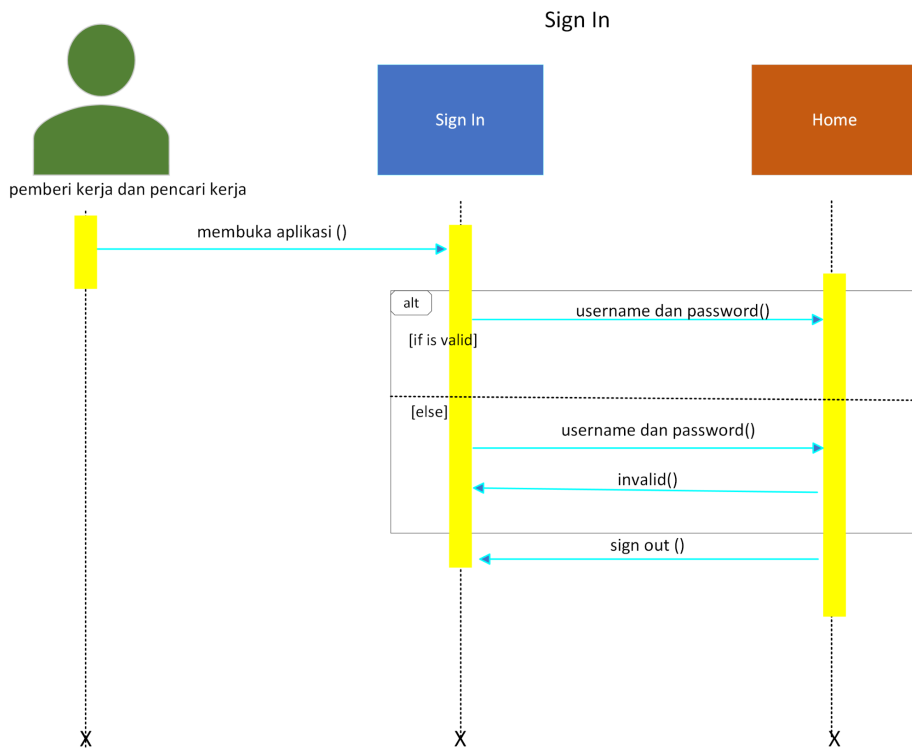 Sign In
Sign In
Home
pemberi kerja dan pencari kerja
membuka aplikasi ()
alt
username dan password()
[if is valid]
[else]
username dan password()
invalid()
sign out ()
X
X
X